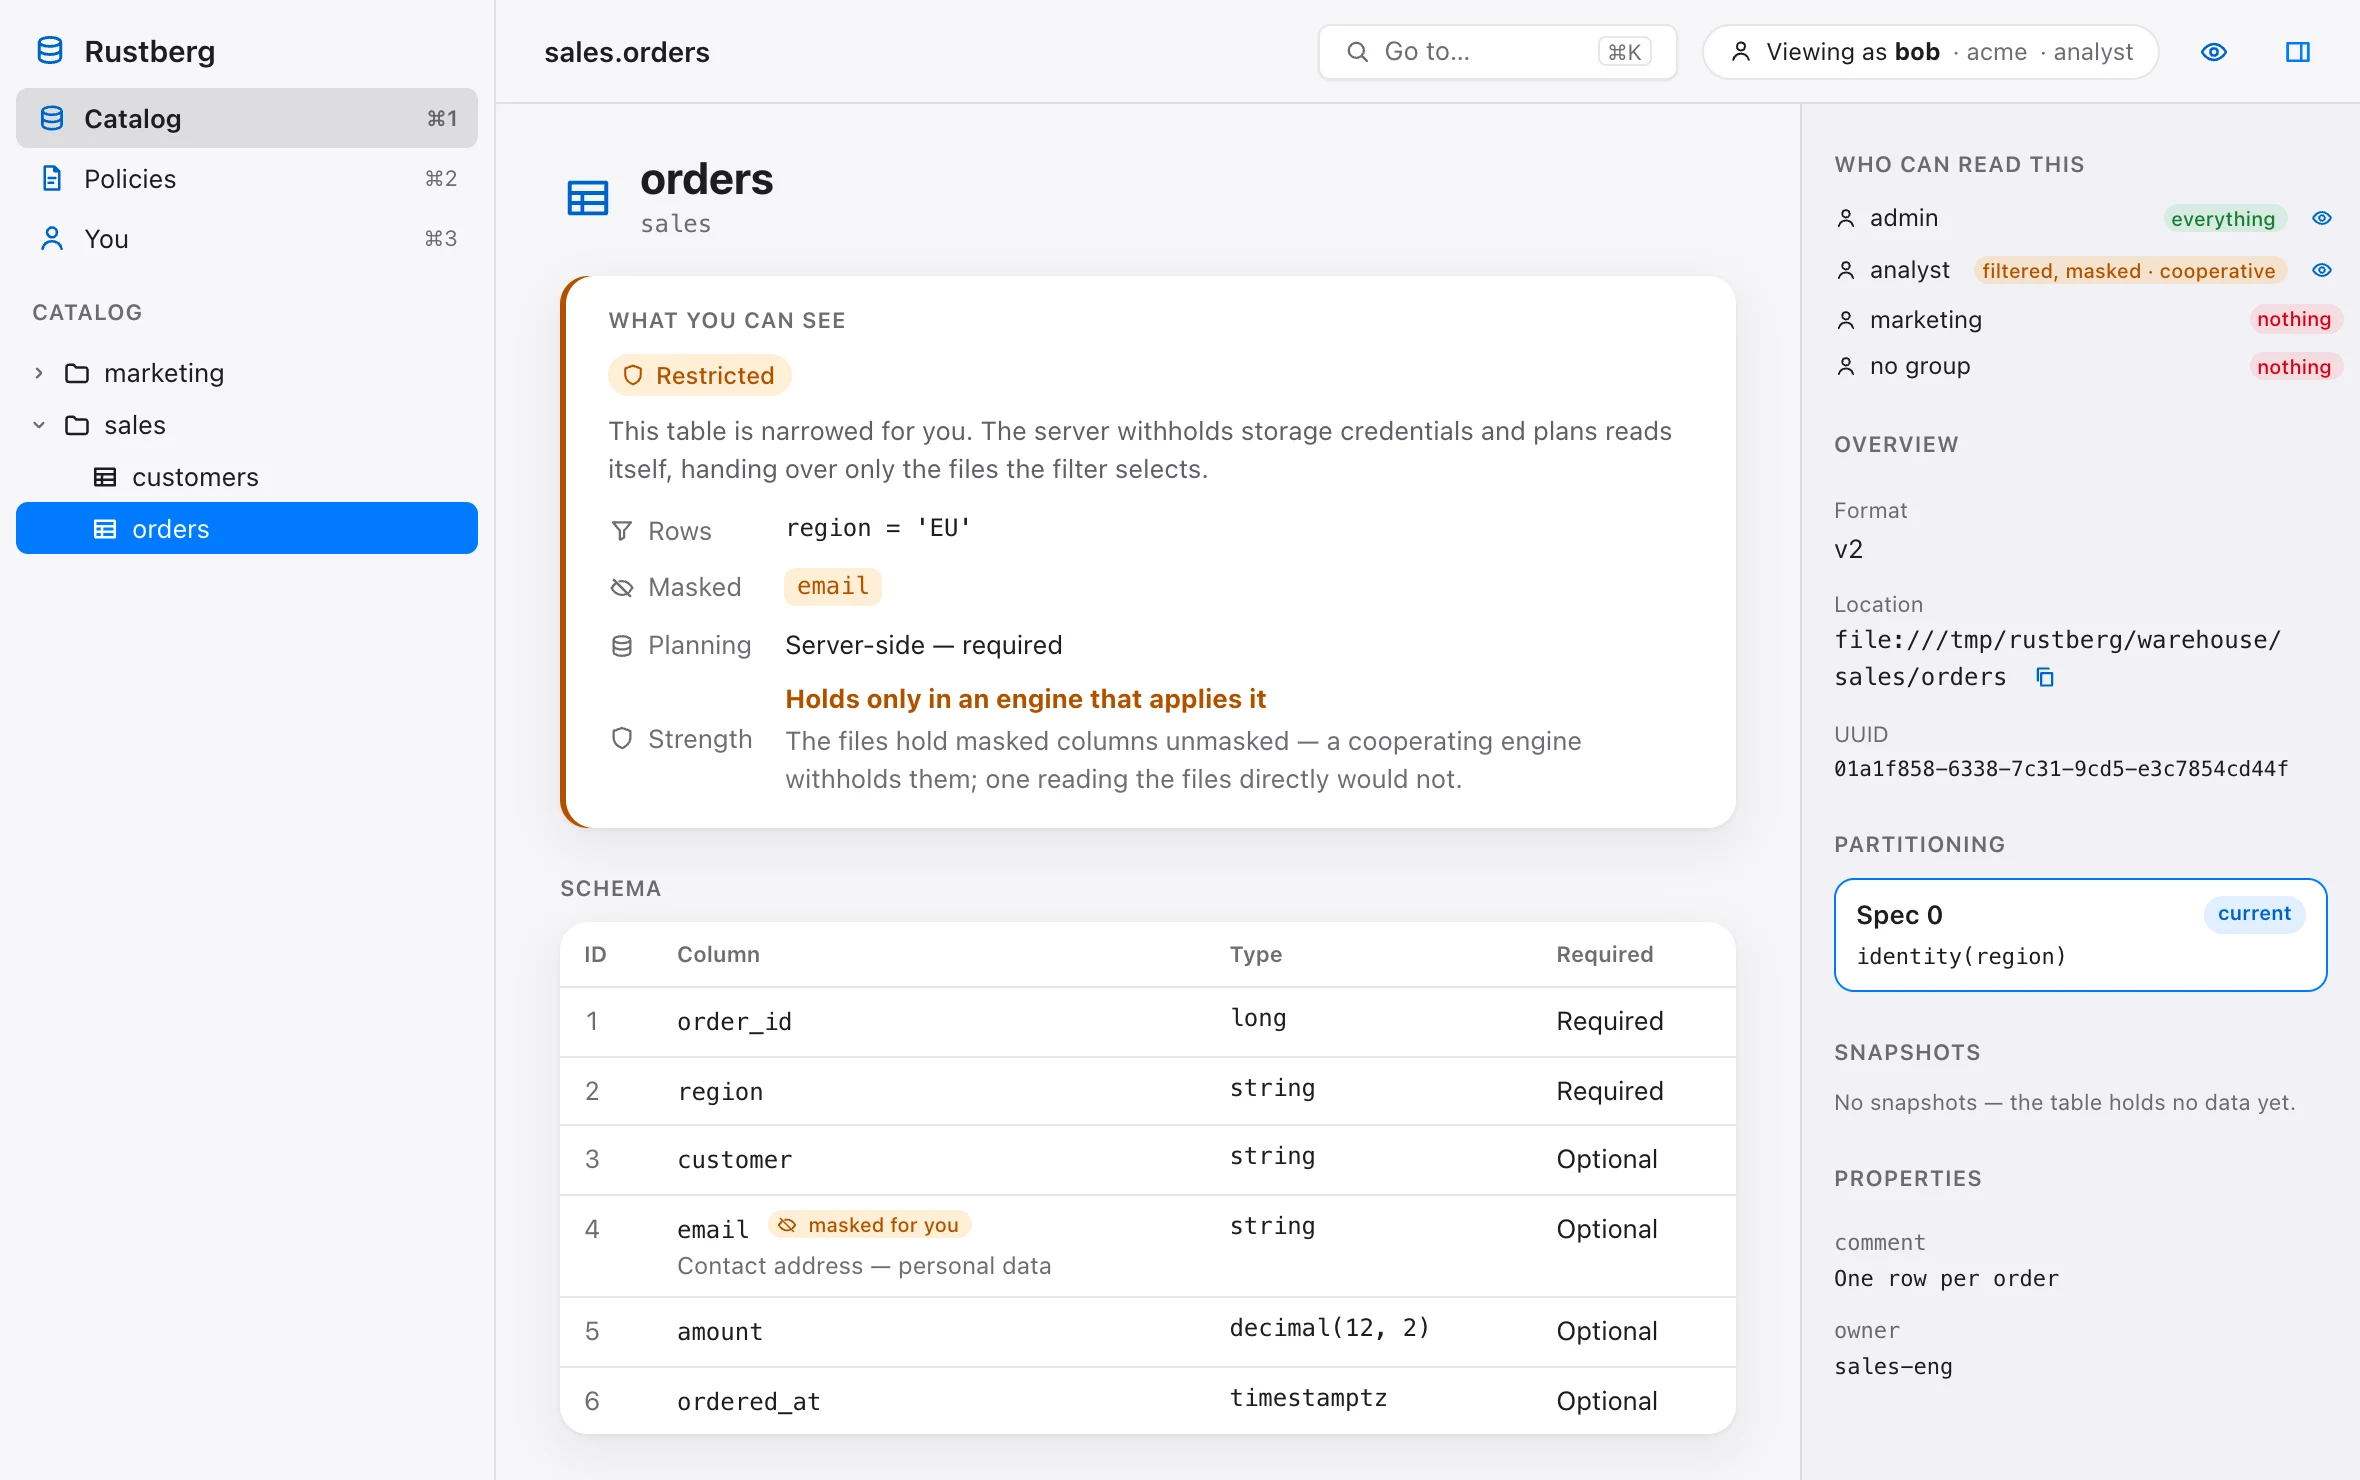 Rustberg
Catalog ⌘1
Policies ⌘2
You ⌘3
CATALOG
marketing
sales
customers
orders
sales.orders
Go to... ⌘K
Viewing as bob · acme · analyst
orders
sales
WHAT YOU CAN SEE
Restricted
This table is narrowed for you. The server withholds storage credentials and plans reads
itself, handing over only the files the filter selects.
Rows region = 'EU'
Masked email
Planning Server-side — required
Strength Holds only in an engine that applies it
The files hold masked columns unmasked — a cooperating engine
withholds them; one reading the files directly would not.
SCHEMA
ID Column Type Required
1 order_id long Required
2 region string Required
3 customer string Optional
4 email masked for you string Optional
Contact address — personal data
5 amount decimal(12, 2) Optional
6 ordered_at timestamptz Optional
WHO CAN READ THIS
admin everything
analyst filtered, masked · cooperative
marketing nothing
no group nothing
OVERVIEW
Format
v2
Location
file:///tmp/rustberg/warehouse/
sales/orders
UUID
01a1f858-6338-7c31-9cd5-e3c7854cd44f
PARTITIONING
Spec 0 current
identity(region)
SNAPSHOTS
No snapshots — the table holds no data yet.
PROPERTIES
comment
One row per order
owner
sales-eng